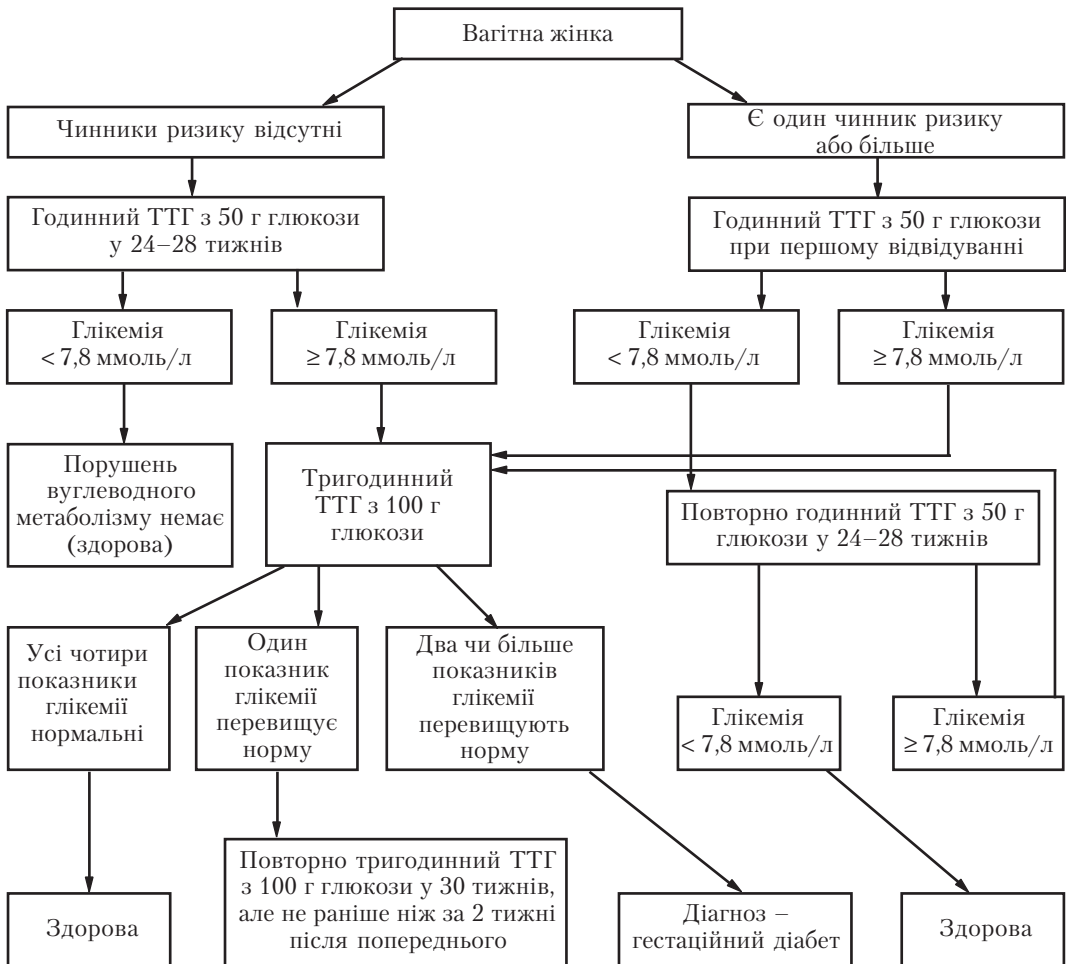 Вагітна жінка
Чинники ризику відсутні
Є один чинник ризику
або більше
Годинний ТТГ з 50 г глюкози
у 24–28 тижнів
Годинний ТТГ з 50 г глюкози
при першому відвідуванні
Глікемія
< 7,8 ммоль/л
Глікемія
≥ 7,8 ммоль/л
Глікемія
< 7,8 ммоль/л
Глікемія
≥ 7,8 ммоль/л
Порушень
вуглеводного
метаболізму немає
(здорова)
Тригодинний
ТТГ з 100 г
глюкози
Повторно годинний ТТГ з 50 г
глюкози у 24–28 тижнів
Усі чотири
показники
глікемії
нормальні
Один
показник
глікемії
перевищує
норму
Два чи більше
показників
глікемії
перевищують
норму
Глікемія
< 7,8 ммоль/л
Глікемія
≥ 7,8 ммоль/л
Здорова
Повторно тригодинний ТТГ
з 100 г глюкози у 30 тижнів,
але не раніше ніж за 2 тижні
після попереднього
Діагноз –
гестаційний діабет
Здорова